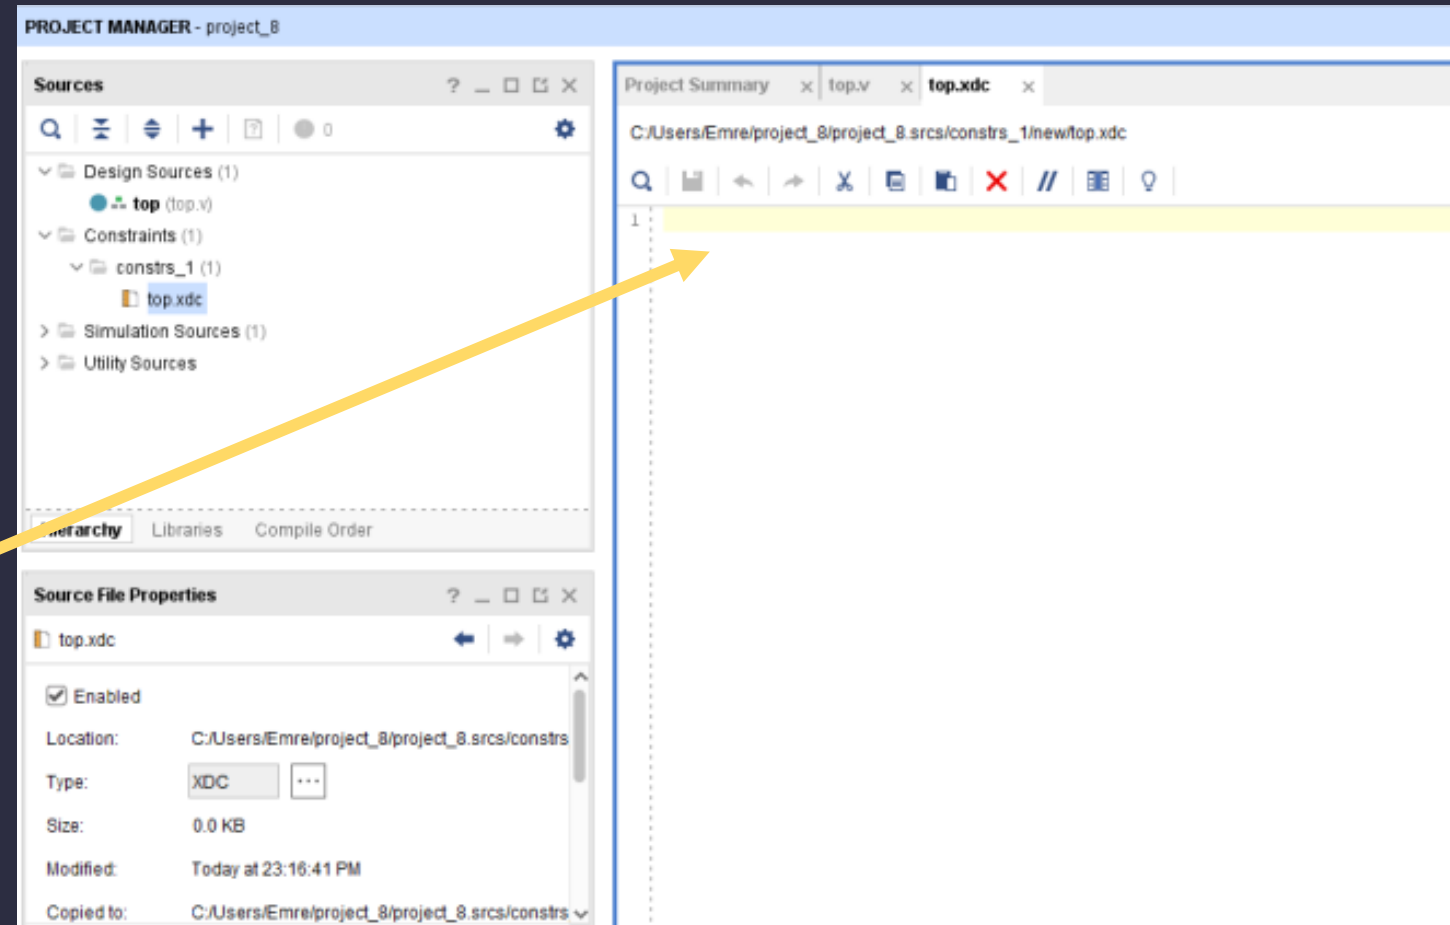 PROJECT MANAGER - project_8
Sources
0
Design Sources (1)
top (top.v)
Constraints (1)
constrs_1 (1)
top.xdc
Simulation Sources (1)
Utility Sources
Hierarchy Libraries Compile Order
Source File Properties
top.xdc
Enabled
Location: C:/Users/Emre/project_8/project_8.srcs/constrs
Type: XDC ...
Size: 0.0 KB
Modified: Today at 23:16:41 PM
Copied to: C:/Users/Emre/project_8/project_8.srcs/constrs
Project Summary top.v top.xdc
C:/Users/Emre/project_8/project_8.srcs/constrs_1/new/top.xdc
1